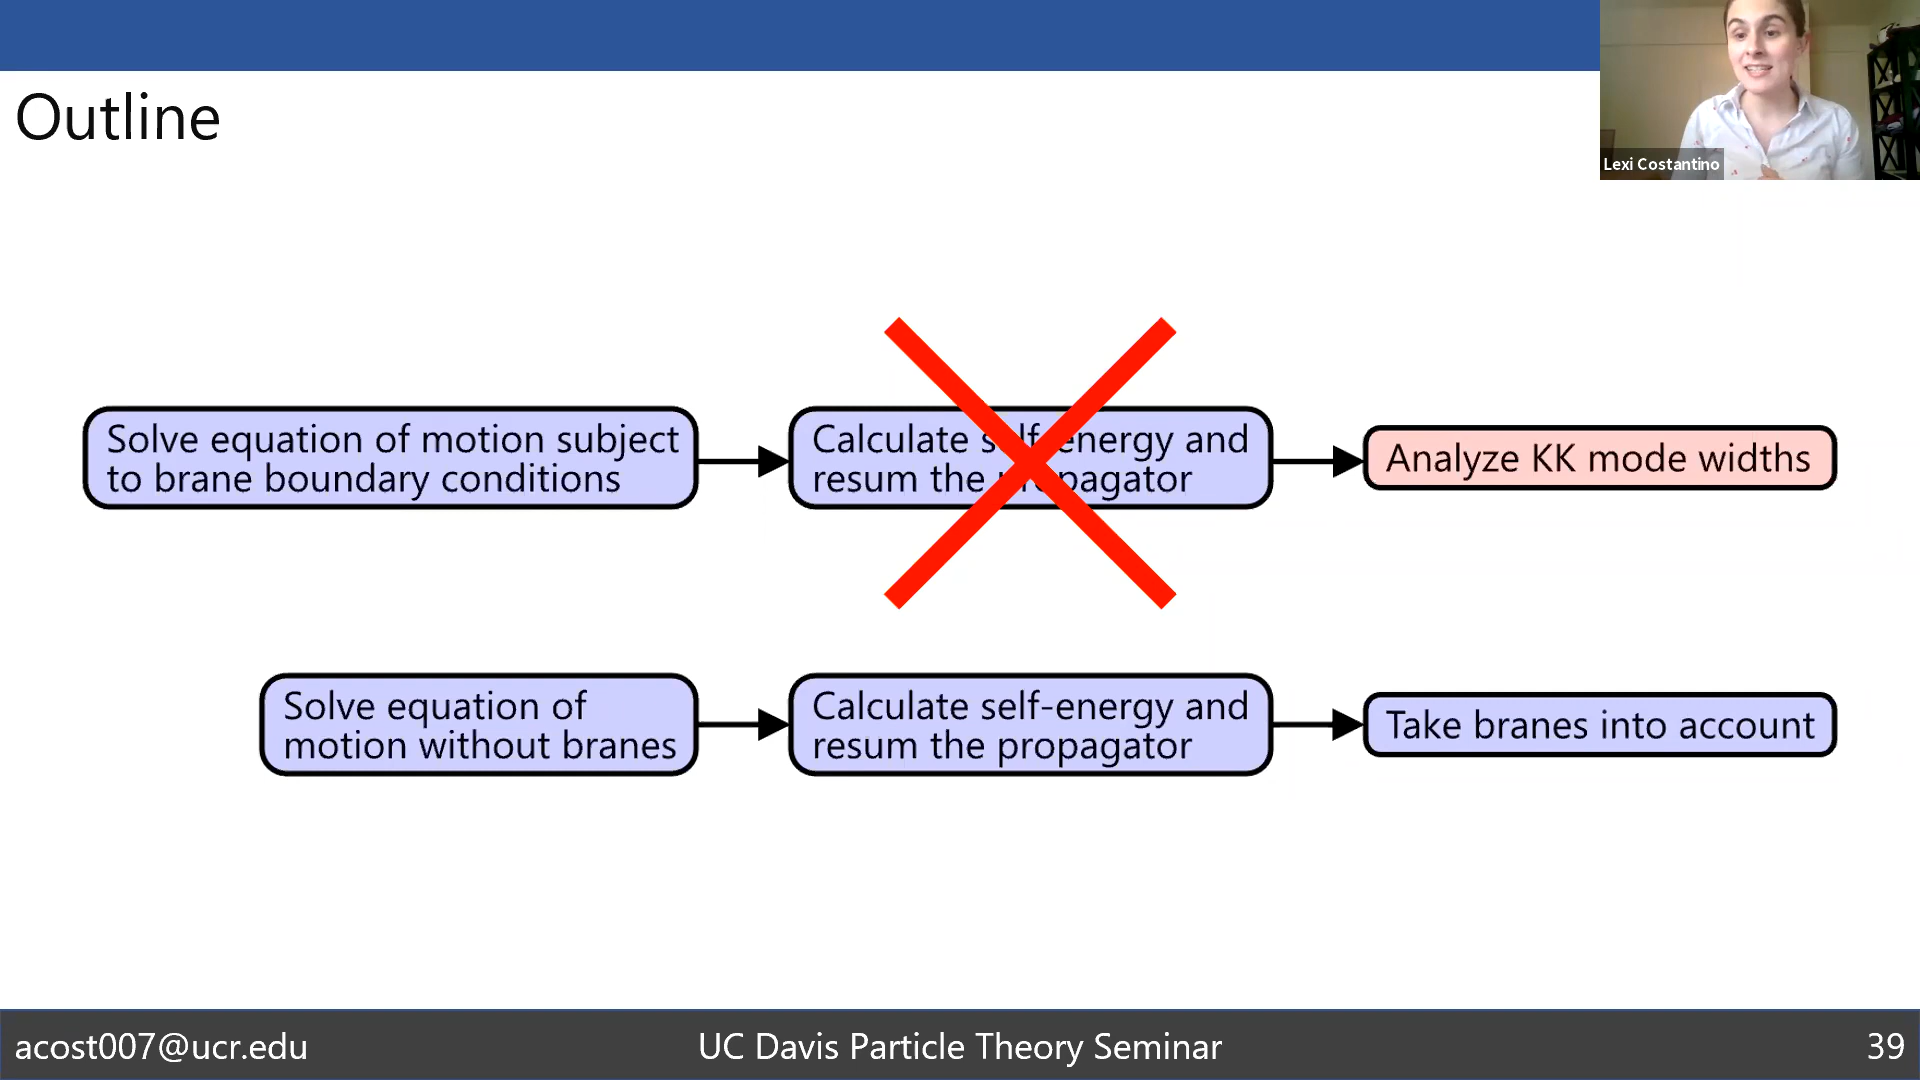 Outline
Lexi Costantino
Solve equation of motion subject
to brane boundary conditions
Calculate self-energy and
resum the propagator
Analyze KK mode widths
Solve equation of
motion without branes
Calculate self-energy and
resum the propagator
Take branes into account
acost007@ucr.edu
UC Davis Particle Theory Seminar
39